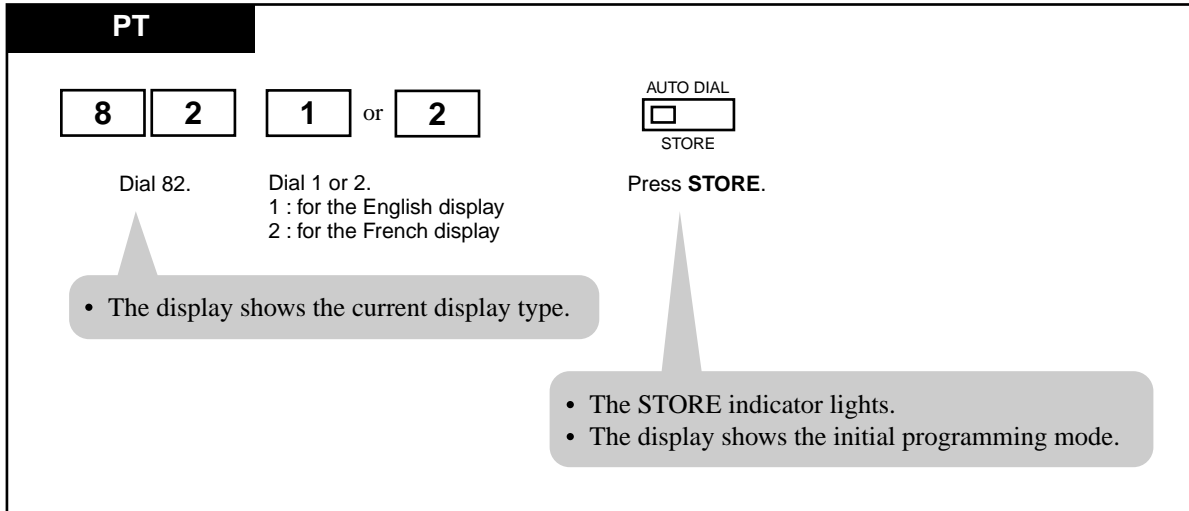 PT
8 2 1 or 2
AUTO DIAL
STORE
Dial 82.
Dial 1 or 2.
1 : for the English display
2 : for the French display
Press STORE.
• The display shows the current display type.
• The STORE indicator lights.
• The display shows the initial programming mode.